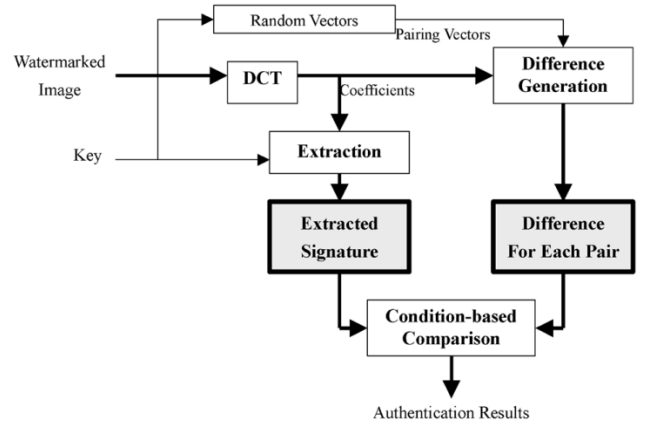 Random Vectors
Pairing Vectors
Watermarked
Image
DCT
Coefficients
Difference
Generation
Key
Extraction
Extracted
Signature
Difference
For Each Pair
Condition-based
Comparison
Authentication Results